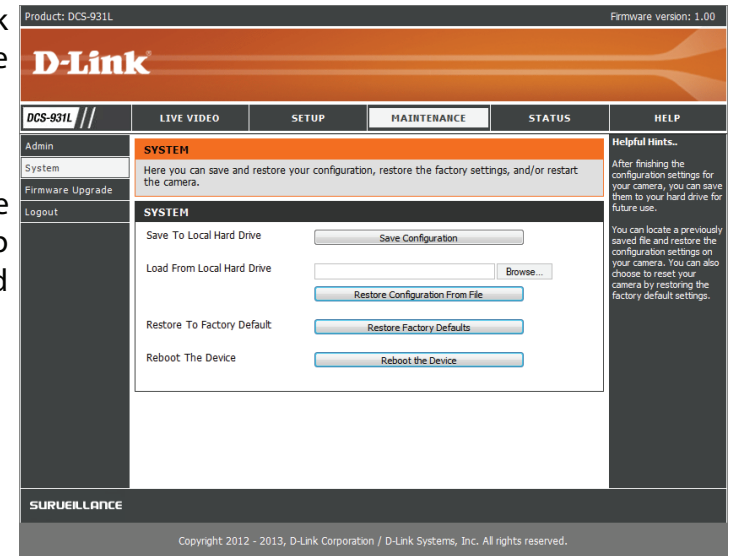 Product: DCS-931L
Firmware version: 1.00
D-Link
DCS-931L //
LIVE VIDEO
SETUP
MAINTENANCE
STATUS
HELP
Admin
System
Firmware Upgrade
Logout
SYSTEM
Here you can save and restore your configuration, restore the factory settings, and/or restart
the camera.
SYSTEM
Save To Local Hard Drive
Save Configuration
Load From Local Hard Drive
Browse...
Restore Configuration From File
Restore To Factory Default
Restore Factory Defaults
Reboot The Device
Reboot the Device
Helpful Hints..
After finishing the
configuration settings for
your camera, you can save
them to your hard drive for
future use.
You can locate a previously
saved file and restore the
configuration settings on
your camera. You can also
choose to reset your
camera by restoring the
factory default settings.
SURVEILLANCE
Copyright 2012 - 2013, D-Link Corporation / D-Link Systems, Inc. All rights reserved.